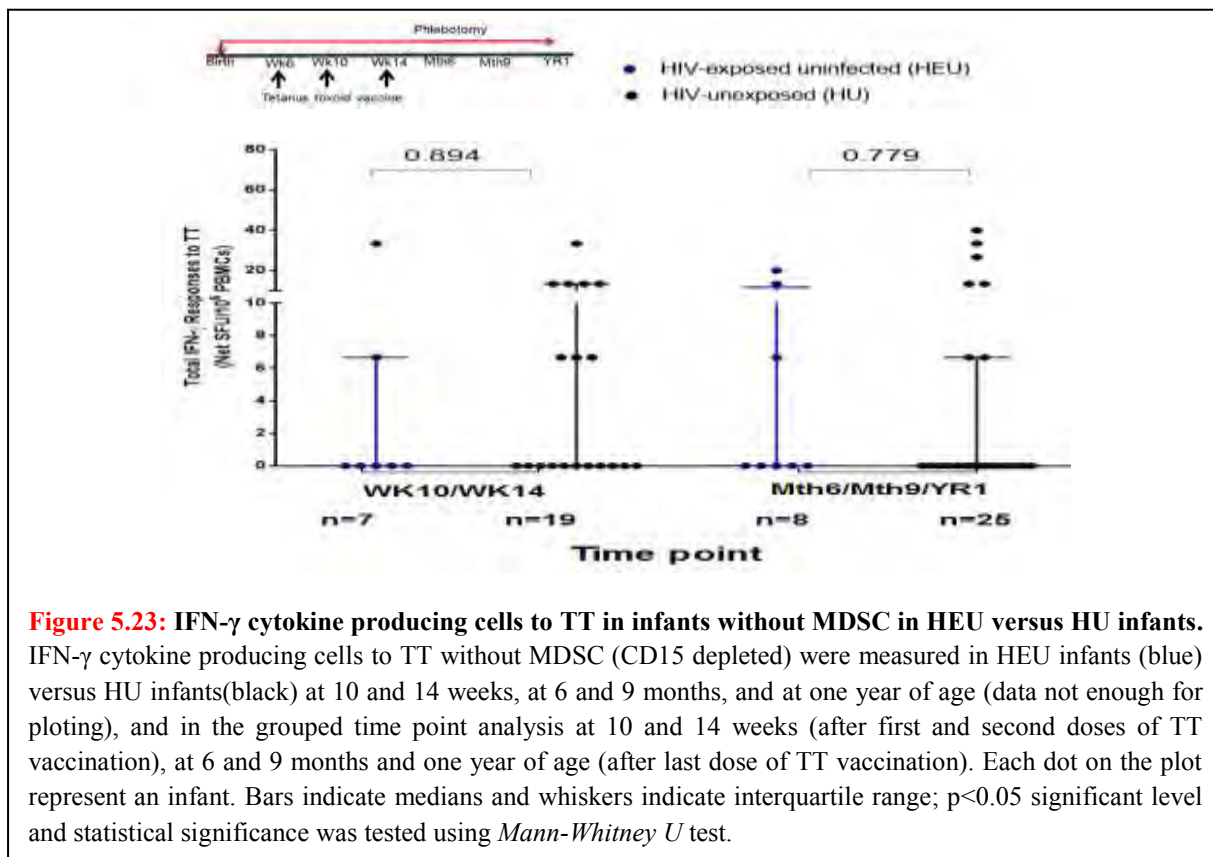 Phlebotomy
Birth Wk6 Wk10 Wk14 Mth6 Mth9 YR1
Tetanus toxoid vaccine
HIV-exposed uninfected (HEU)
HIV-unexposed (HU)
Total IFN-γ Responses to TT
(Net SFU/10⁶ PBMCs)
80
60
40
20
10
8
6
4
2
0
0.894
0.779
WK10/WK14 Mth6/Mth9/YR1
n=7 n=19 n=8 n=25
Time point
Figure 5.23: IFN-γ cytokine producing cells to TT in infants without MDSC in HEU versus HU infants.
IFN-γ cytokine producing cells to TT without MDSC (CD15 depleted) were measured in HEU infants (blue)
versus HU infants(black) at 10 and 14 weeks, at 6 and 9 months, and at one year of age (data not enough for
ploting), and in the grouped time point analysis at 10 and 14 weeks (after first and second doses of TT
vaccination), at 6 and 9 months and one year of age (after last dose of TT vaccination). Each dot on the plot
represent an infant. Bars indicate medians and whiskers indicate interquartile range; p<0.05 significant level
and statistical significance was tested using Mann-Whitney U test.